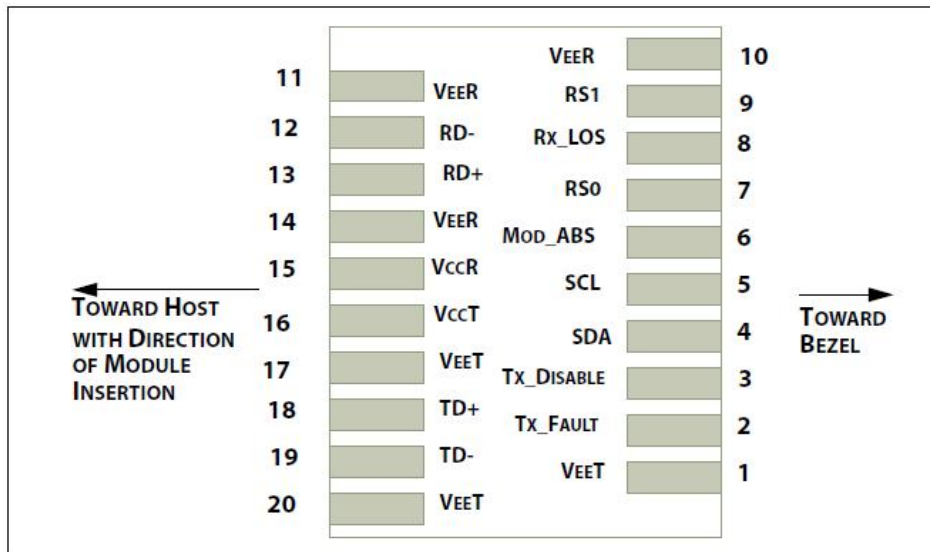 11 VEER
12 RD-
13 RD+
14 VEER
15 VCCR
16 VCCT
17 VEET
18 TD+
19 TD-
20 VEET
TOWARD HOST
WITH DIRECTION
OF MODULE
INSERTION
VEER 10
RS1 9
RX_LOS 8
RS0 7
MOD_ABS 6
SCL 5
SDA 4
TX_DISABLE 3
TX_FAULT 2
VEET 1
TOWARD
BEZEL